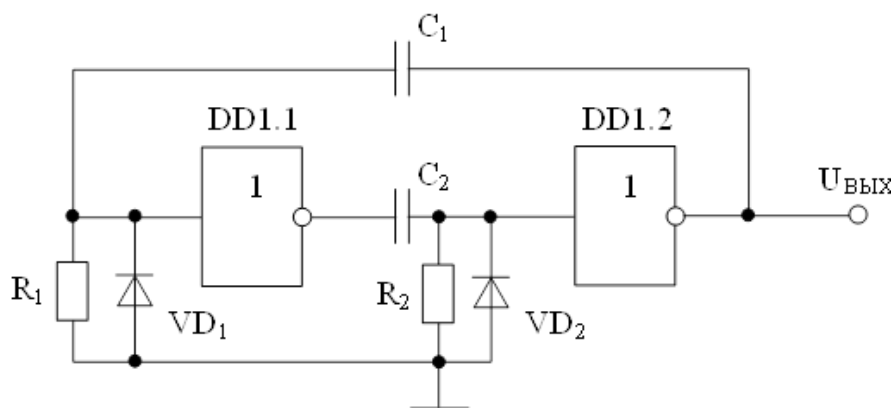 C₁
DD1.1
DD1.2
1
C₂
1
Uвых
R₁
VD₁
R₂
VD₂